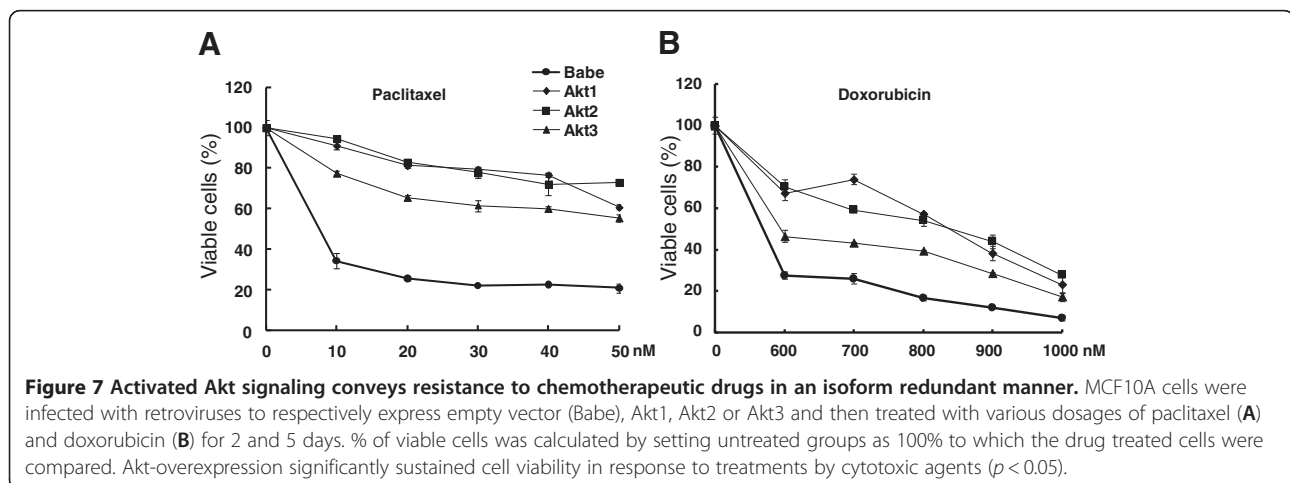 A
B
Paclitaxel
Babe
Akt1
Akt2
Akt3
Viable cells (%)
120
100
80
60
40
20
0
0 10 20 30 40 50 nM
Doxorubicin
Viable cells (%)
120
100
80
60
40
20
0
0 600 700 800 900 1000 nM
Figure 7 Activated Akt signaling conveys resistance to chemotherapeutic drugs in an isoform redundant manner. MCF10A cells were
infected with retroviruses to respectively express empty vector (Babe), Akt1, Akt2 or Akt3 and then treated with various dosages of paclitaxel (A)
and doxorubicin (B) for 2 and 5 days. % of viable cells was calculated by setting untreated groups as 100% to which the drug treated cells were
compared. Akt-overexpression significantly sustained cell viability in response to treatments by cytotoxic agents (p < 0.05).